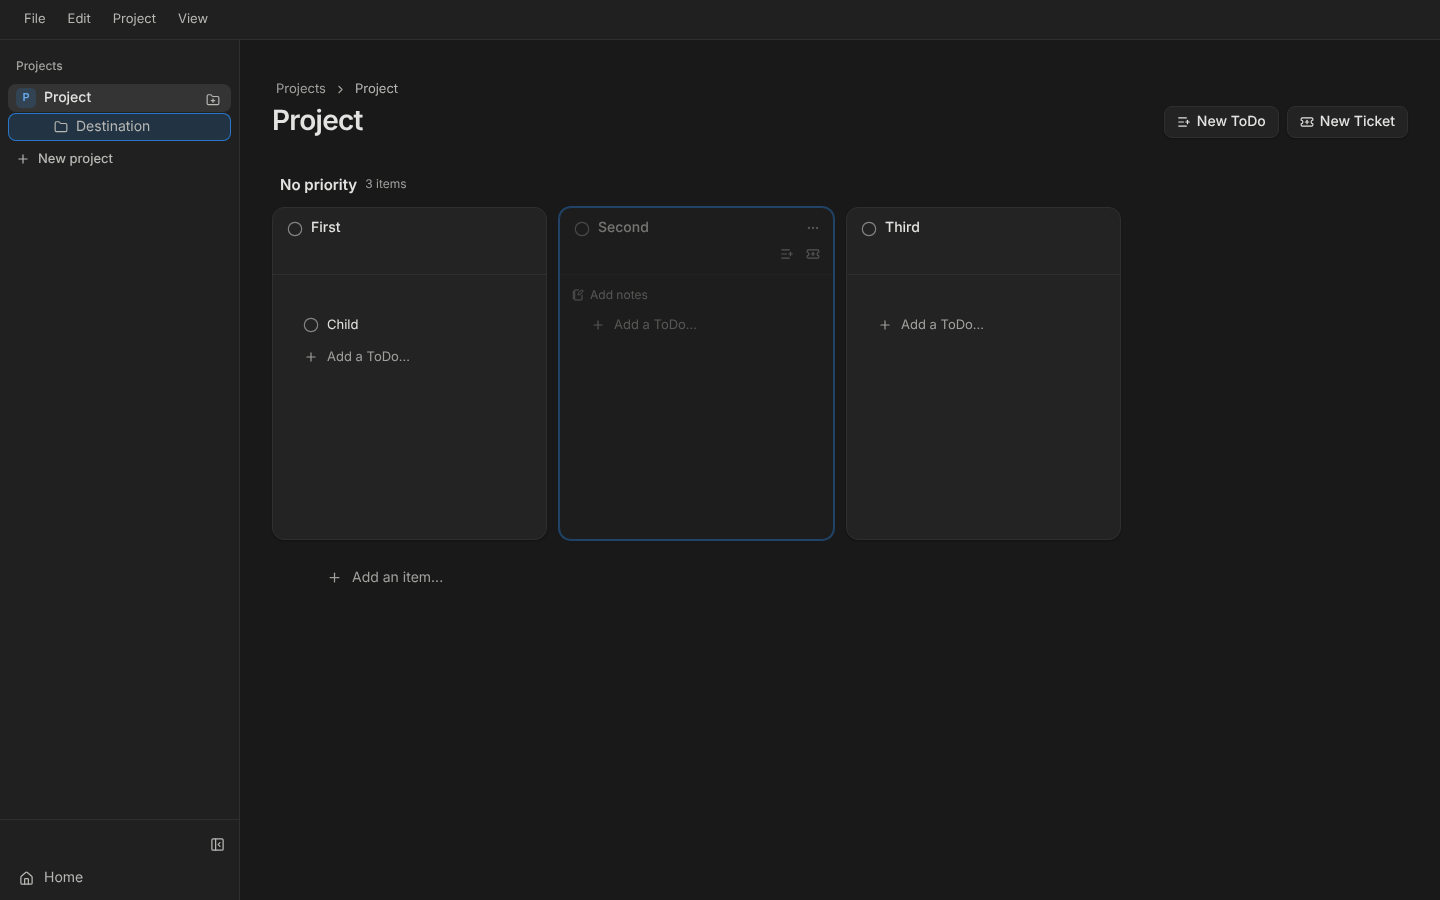 File Edit Project View
Projects
P Project
Destination
New project
Home
Projects > Project
Project
New ToDo
New Ticket
No priority 3 items
First
Child
Add a ToDo...
Second
Add notes
Add a ToDo...
Third
Add a ToDo...
Add an item...